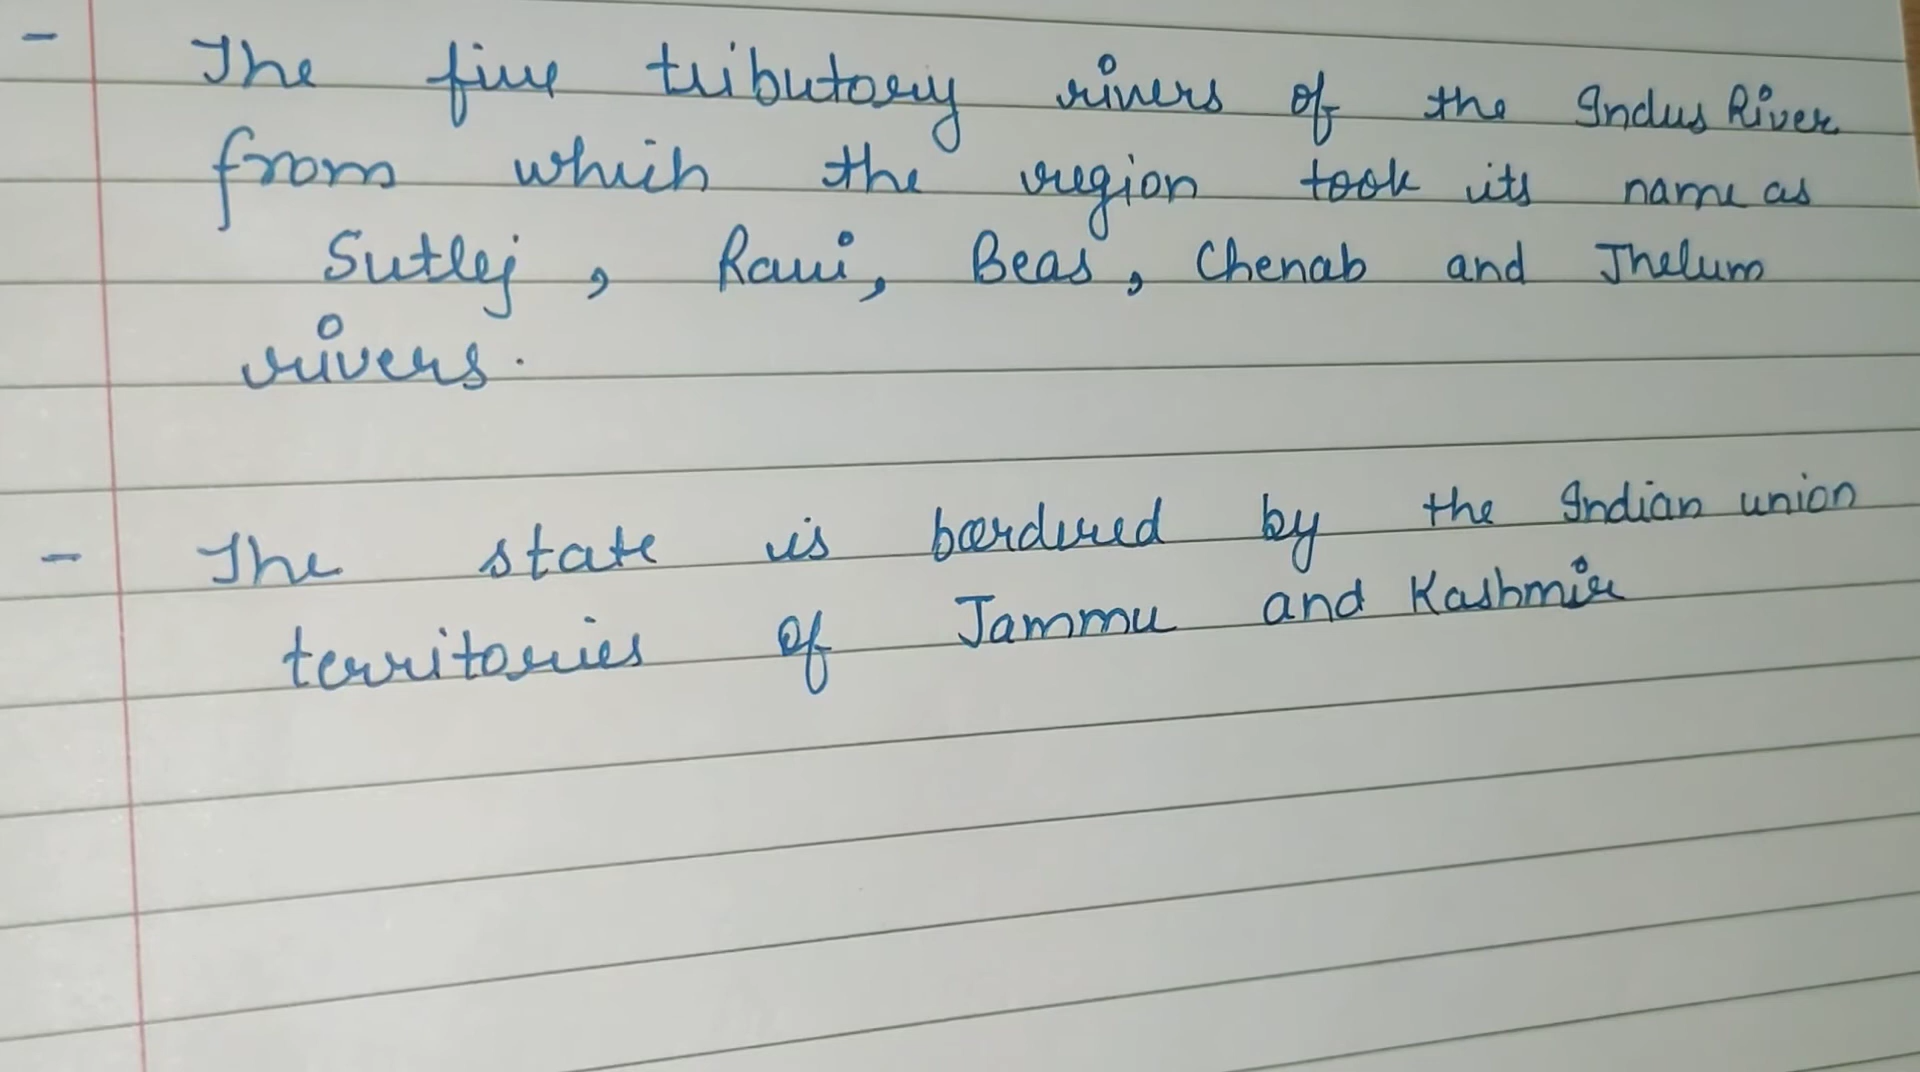 - The five tributory rivers of the Indus River
from which the region took its name as
Sutlej, Ravi, Beas, Chenab and Jhelum
rivers.
- The state is bordered by the Indian union
territories of Jammu and Kashmir